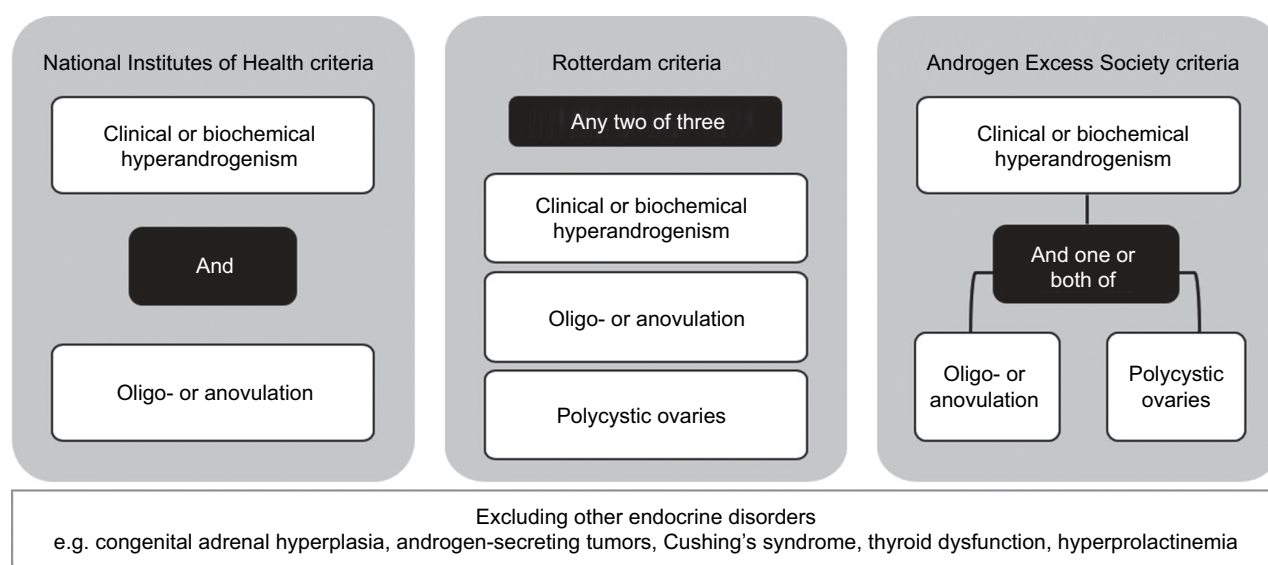 National Institutes of Health criteria
Clinical or biochemical
hyperandrogenism
And
Oligo- or anovulation
Rotterdam criteria
Any two of three
Clinical or biochemical
hyperandrogenism
Oligo- or anovulation
Polycystic ovaries
Androgen Excess Society criteria
Clinical or biochemical
hyperandrogenism
And one or
both of
Oligo- or
anovulation
Polycystic
ovaries
Excluding other endocrine disorders
e.g. congenital adrenal hyperplasia, androgen-secreting tumors, Cushing’s syndrome, thyroid dysfunction, hyperprolactinemia